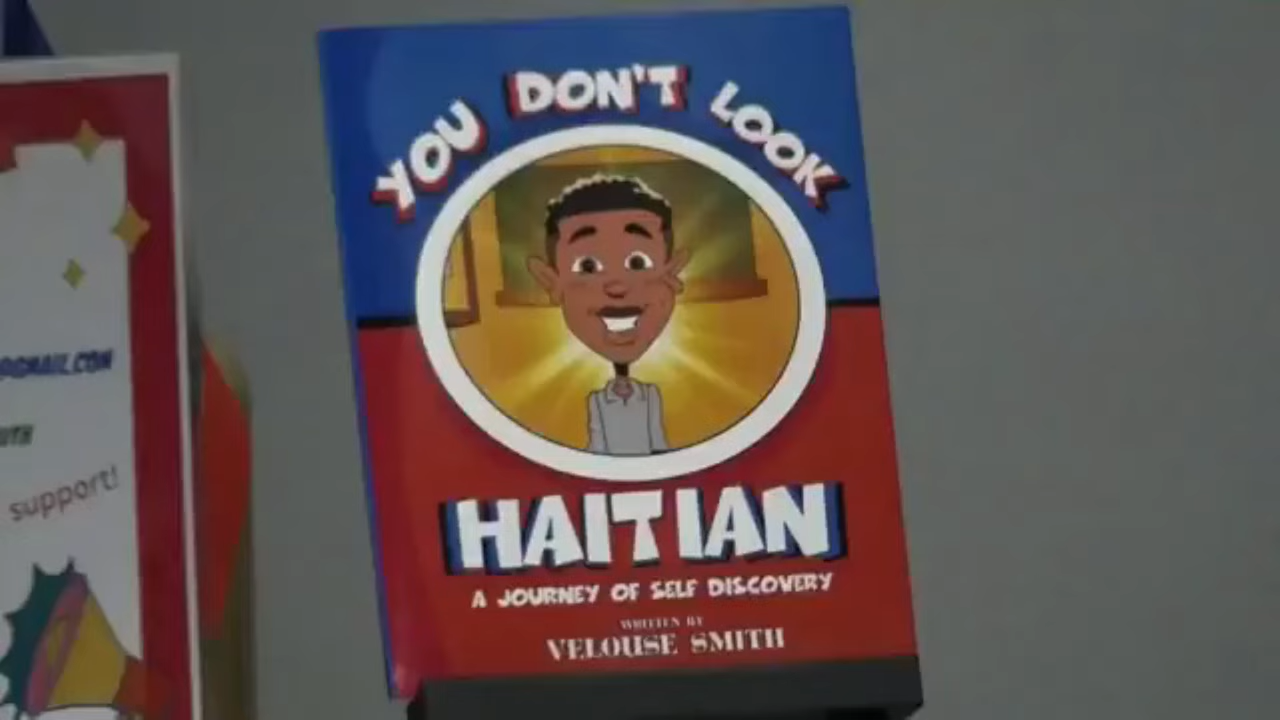 YOU DON'T LOOK
HAITIAN
A JOURNEY OF SELF DISCOVERY
WRITTEN BY
VELOUSE SMITH
support!